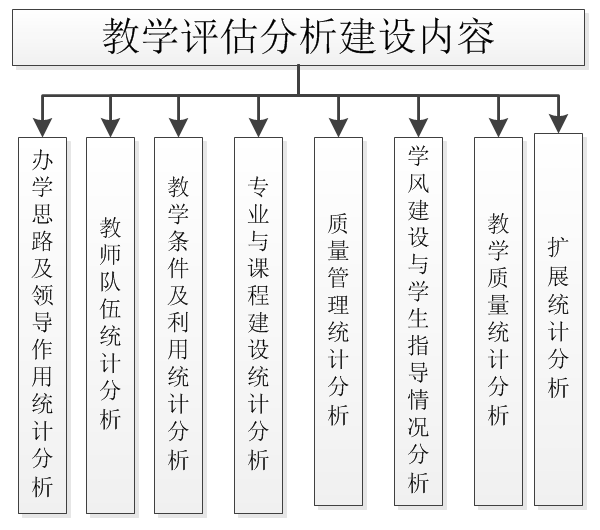 教学评估分析建设内容
办学思路及领导作用统计分析
教师队伍统计分析
教学条件及利用统计分析
专业与课程建设统计分析
质量管理统计分析
学风建设与学生指导情况分析
教学质量统计分析
扩展统计分析